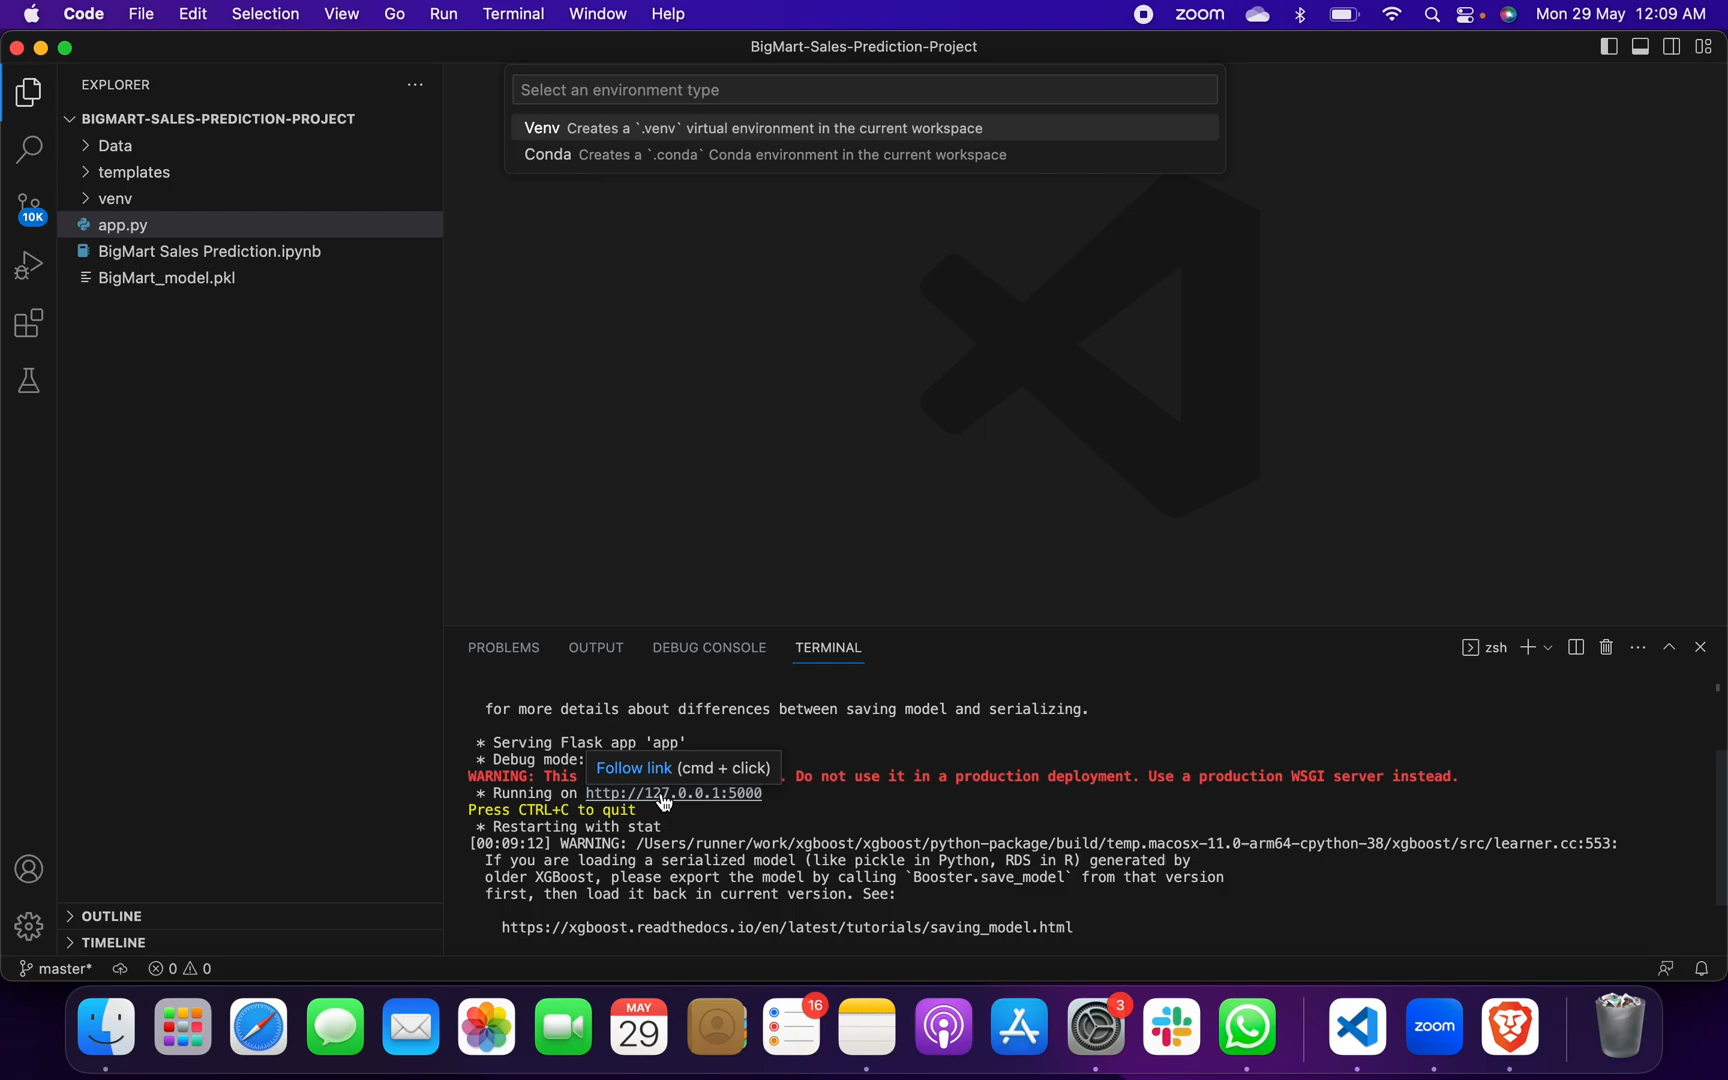 Code File Edit Selection View Go Run Terminal Window Help zoom Mon 29 May 12:09 AM
BigMart-Sales-Prediction-Project
EXPLORER
BIGMART-SALES-PREDICTION-PROJECT
Data
templates
venv
app.py
BigMart Sales Prediction.ipynb
BigMart_model.pkl
10K
OUTLINE
TIMELINE
Select an environment type
Venv Creates a `.venv` virtual environment in the current workspace
Conda Creates a `.conda` Conda environment in the current workspace
PROBLEMS OUTPUT DEBUG CONSOLE TERMINAL zsh
for more details about differences between saving model and serializing.
* Serving Flask app 'app'
* Debug mode:
Follow link (cmd + click)
WARNING: This . Do not use it in a production deployment. Use a production WSGI server instead.
* Running on http://127.0.0.1:5000
Press CTRL+C to quit
* Restarting with stat
[00:09:12] WARNING: /Users/runner/work/xgboost/xgboost/python-package/build/temp.macosx-11.0-arm64-cpython-38/xgboost/src/learner.cc:553:
If you are loading a serialized model (like pickle in Python, RDS in R) generated by
older XGBoost, please export the model by calling `Booster.save_model` from that version
first, then load it back in current version. See:
https://xgboost.readthedocs.io/en/latest/tutorials/saving_model.html
master* 0 0
MAY
29
16
3
zoom